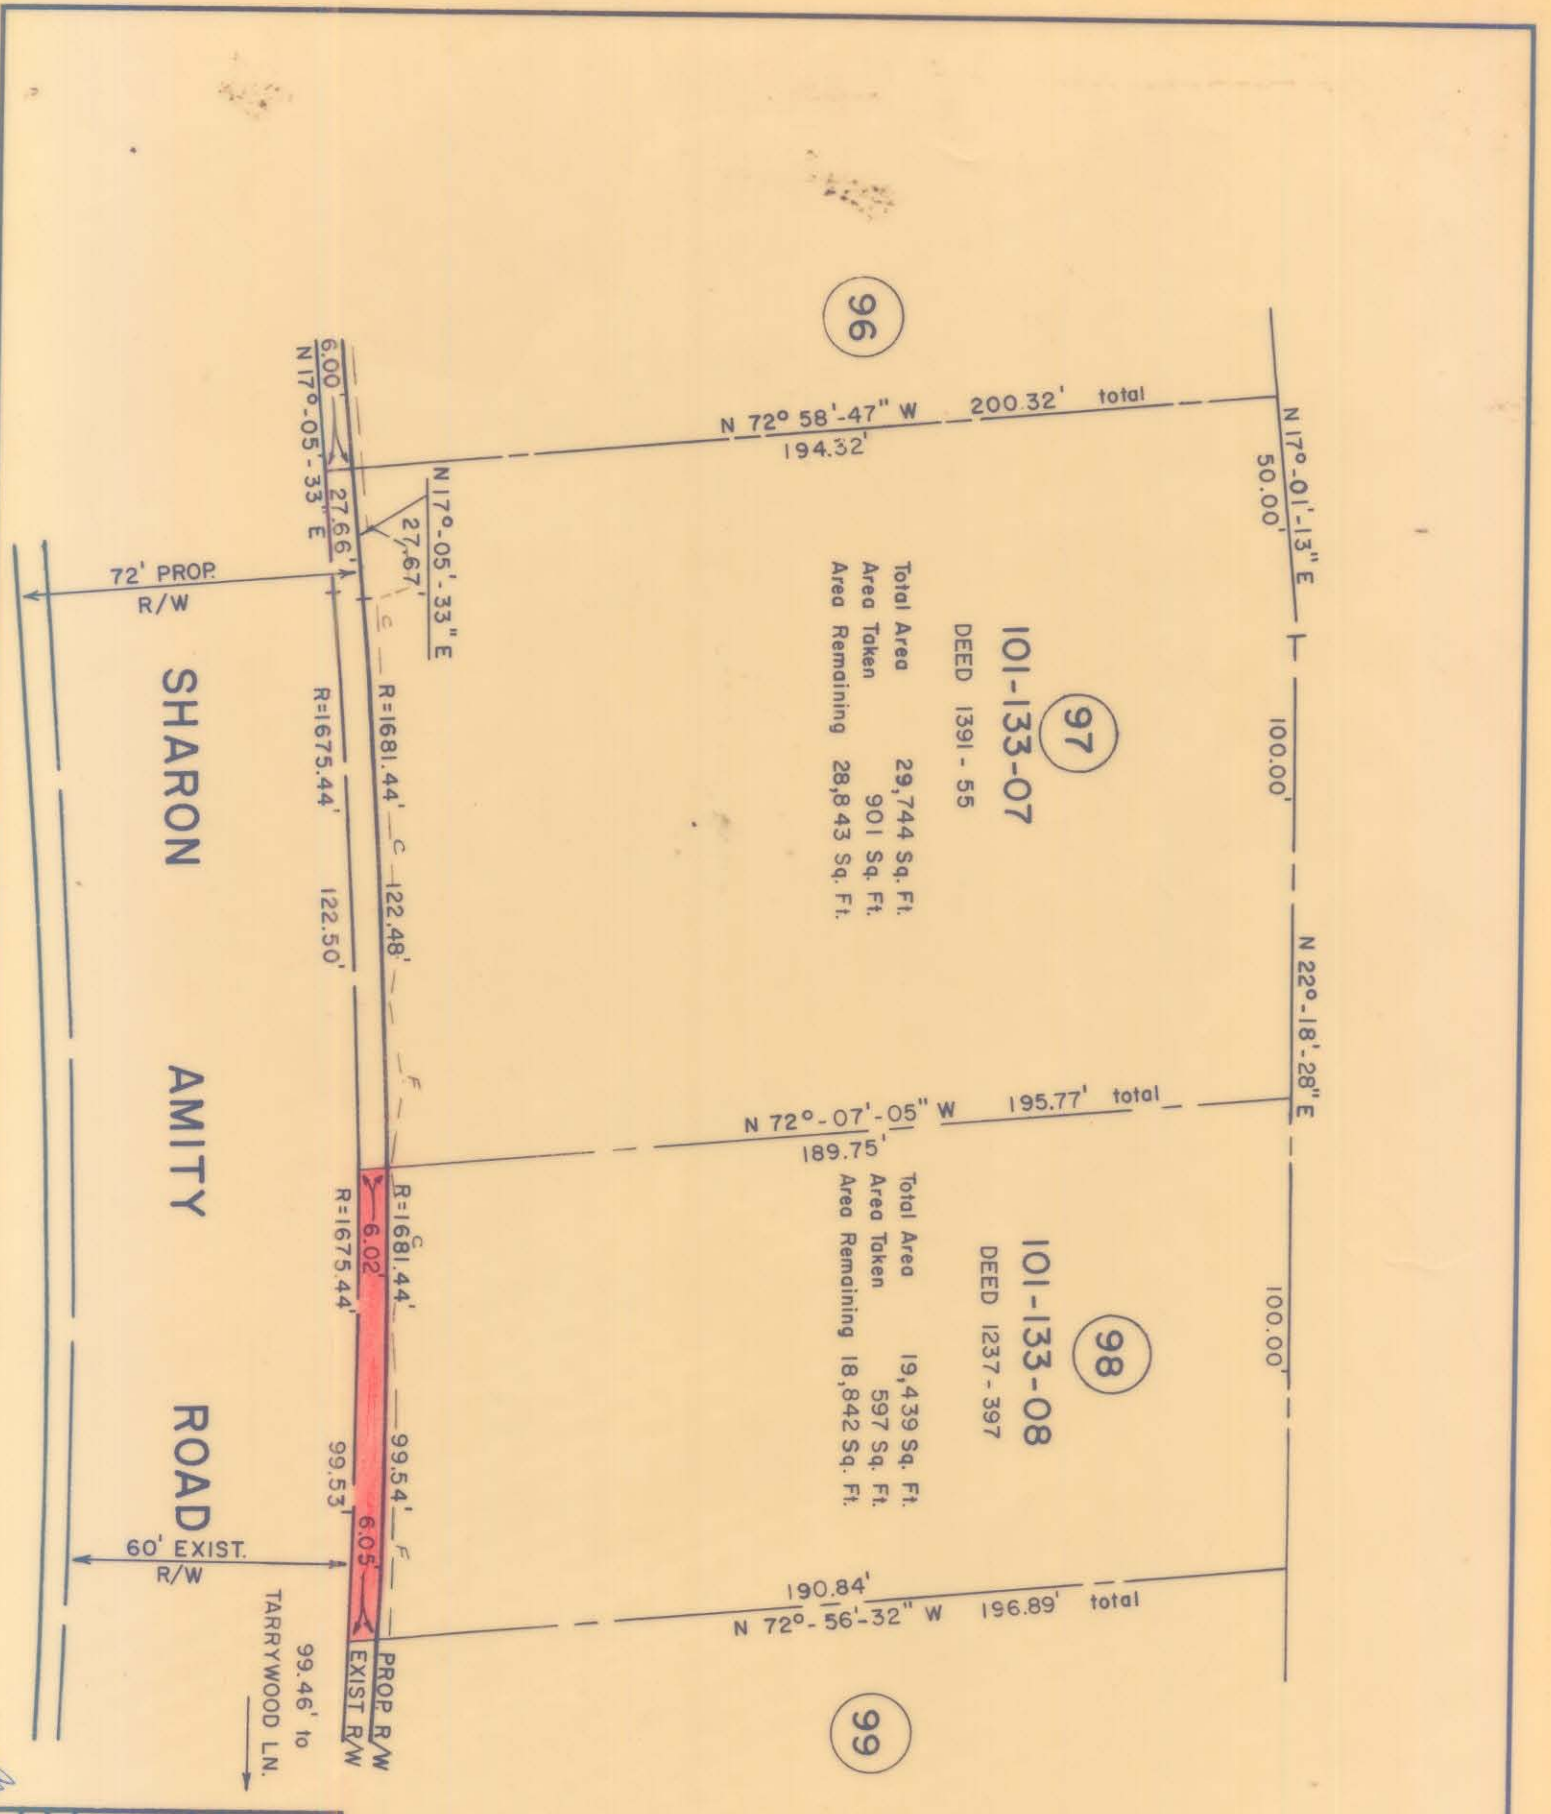 N 17°-01'-13" E
50.00'
100.00'
N 22°-18'-28" E
100.00'
96
N 72° 58'-47" W 200.32' total
194.32'
97
101-133-07
DEED 1391-55
Total Area 29,744 Sq. Ft.
Area Taken 901 Sq. Ft.
Area Remaining 28,843 Sq. Ft.
N 72°-07'-05" W 195.77' total
189.75'
98
101-133-08
DEED 1237-397
Total Area 19,439 Sq. Ft.
Area Taken 597 Sq. Ft.
Area Remaining 18,842 Sq. Ft.
190.84'
N 72°-56'-32" W 196.89' total
99
N 17°-05'-33" E
27.67'
C
R=1681.44' C 122.48'
F
C
R=1681.44' 99.54' F
6.00'
27.66'
N 17°-05'-33" E
R=1675.44' 122.50'
6.02'
6.05'
R=1675.44' 99.53'
PROP. R/W
EXIST R/W
72' PROP.
R/W
60' EXIST.
R/W
99.46' to
TARRYWOOD LN.
SHARON AMITY ROAD